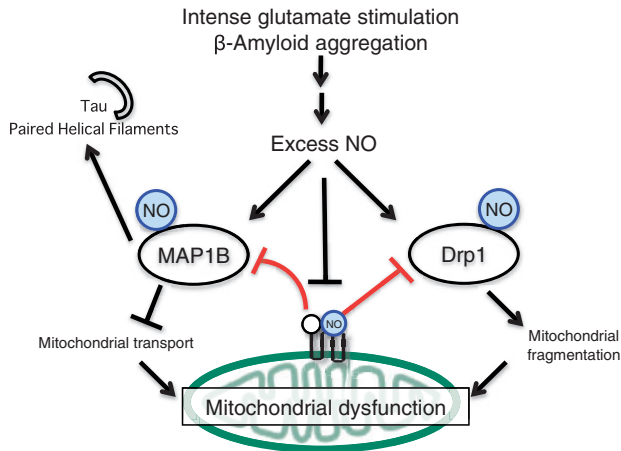 Intense glutamate stimulation
β-Amyloid aggregation
Tau
Paired Helical Filaments
Excess NO
NO
MAP1B
NO
Drp1
NO
Mitochondrial transport
Mitochondrial
fragmentation
Mitochondrial dysfunction